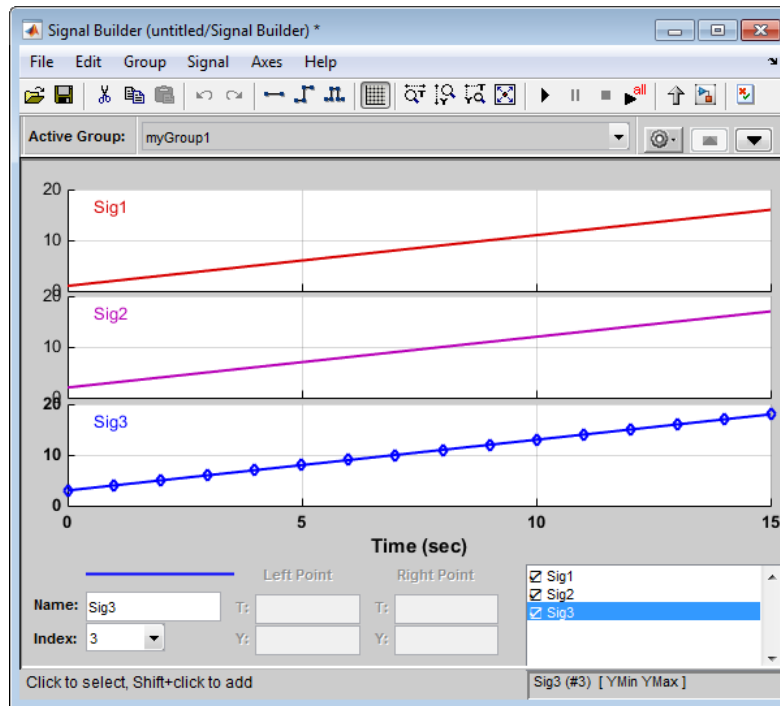 Signal Builder (untitled/Signal Builder) *
File Edit Group Signal Axes Help
all
Active Group: myGroup1
20
Sig1
10
0
20
Sig2
10
0
20
Sig3
10
0
0 5 10 15
Time (sec)
Left Point Right Point
Name: Sig3 T: T:
Index: 3 Y: Y:
Sig1
Sig2
Sig3
Click to select, Shift+click to add
Sig3 (#3) [ YMin YMax ]